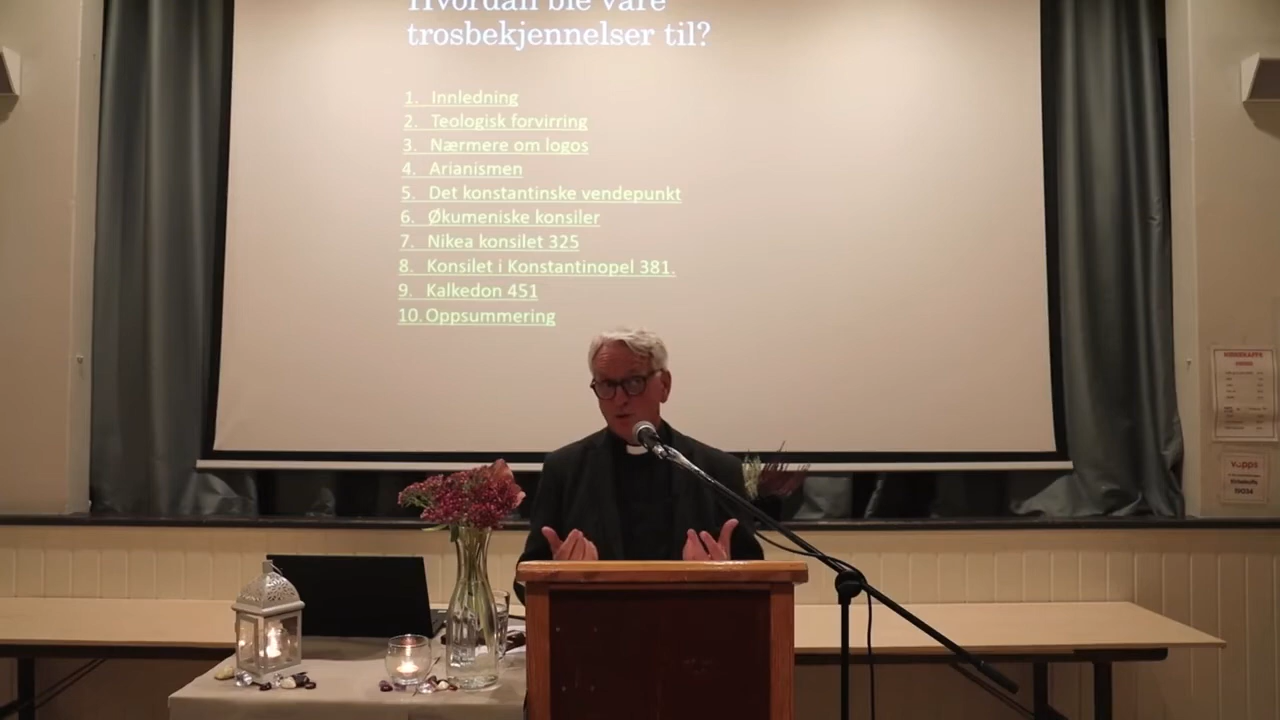 Hvordan ble våre
trosbekjennelser til?
1. Innledning
2. Teologisk forvirring
3. Nærmere om logos
4. Arianismen
5. Det konstantinske vendepunkt
6. Økumeniske konsiler
7. Nikea konsilet 325
8. Konsilet i Konstantinopel 381.
9. Kalkedon 451
10. Oppsummering
vapps